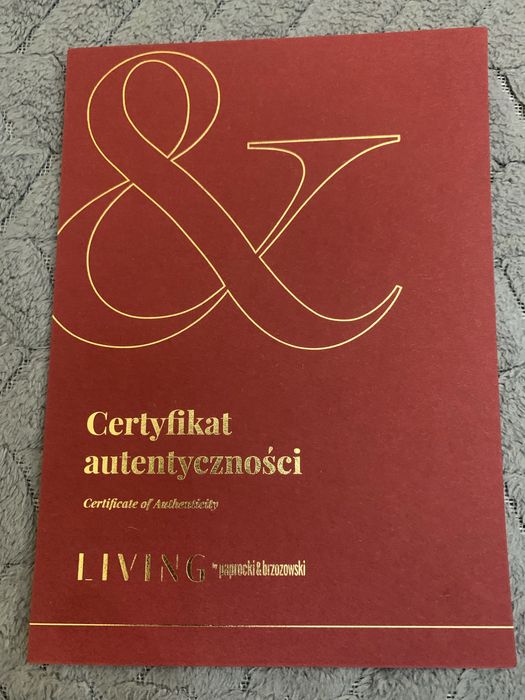 &
Certyfikat
autentyczności
Certificate of Authenticity
LIVING by paprocki&brzozowski